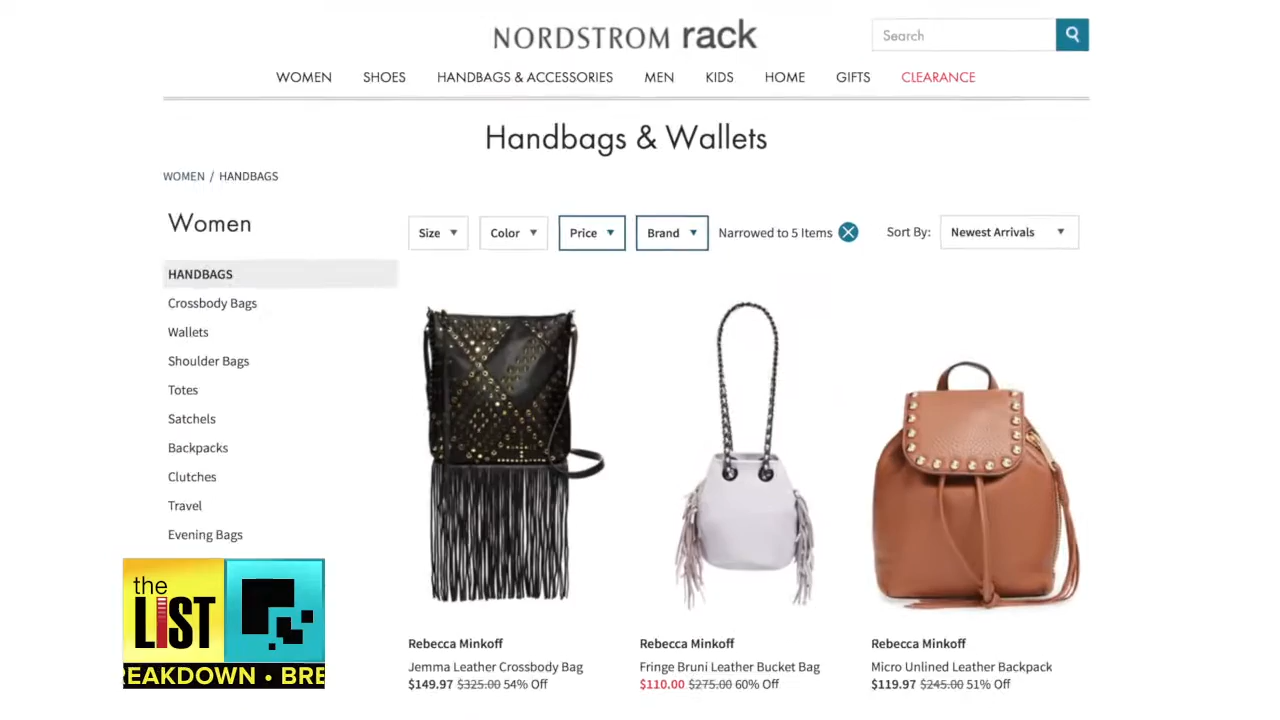 NORDSTROM rack
Search
WOMEN SHOES HANDBAGS & ACCESSORIES MEN KIDS HOME GIFTS CLEARANCE
Handbags & Wallets
WOMEN / HANDBAGS
Women
Size Color Price Brand Narrowed to 5 Items Sort By: Newest Arrivals
HANDBAGS
Crossbody Bags
Wallets
Shoulder Bags
Totes
Satchels
Backpacks
Clutches
Travel
Evening Bags
Rebecca Minkoff
Jemma Leather Crossbody Bag
$149.97 $325.00 54% Off
Rebecca Minkoff
Fringe Bruni Leather Bucket Bag
$110.00 $275.00 60% Off
Rebecca Minkoff
Micro Unlined Leather Backpack
$119.97 $245.00 51% Off
the
LIST
REAKDOWN • BRE